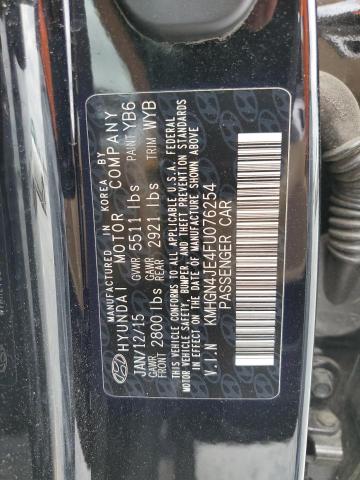 MANUFACTURED IN KOREA BY
HYUNDAI MOTOR COMPANY
JAN/12/15 GVWR 5511 lbs PAINT YB6
GAWR FRONT 2800 lbs GAWR REAR 2921 lbs TRIM WYB
THIS VEHICLE CONFORMS TO ALL APPLICABLE U.S.A. FEDERAL
MOTOR VEHICLE SAFETY, BUMPER, AND THEFT PREVENTION STANDARDS
IN EFFECT ON THE DATE OF MANUFACTURE SHOWN ABOVE
V.I.N KMHGN4JE4FU076254
PASSENGER CAR